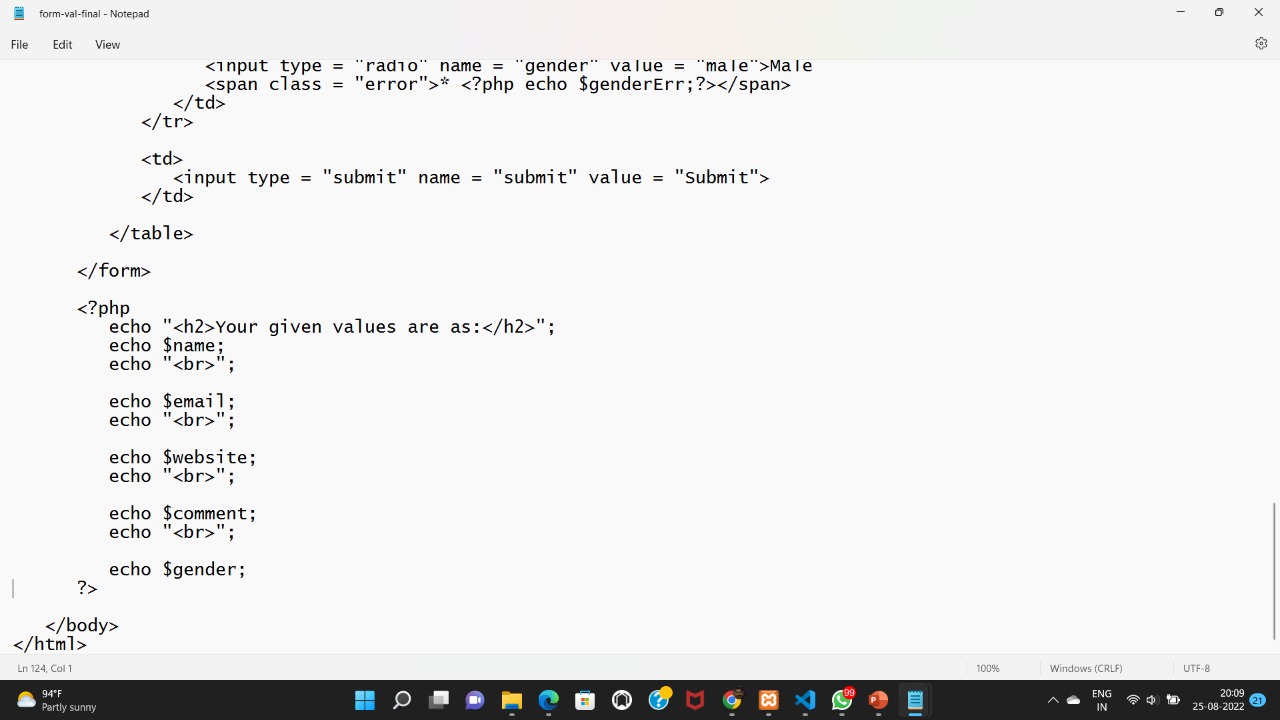 form-val-final - Notepad
File Edit View
<input type = "radio" name = "gender" value = "male">Male
<span class = "error">* <?php echo $genderErr;?></span>
</td>
</tr>
<td>
<input type = "submit" name = "submit" value = "Submit">
</td>
</table>
</form>
<?php
echo "<h2>Your given values are as:</h2>";
echo $name;
echo "<br>";
echo $email;
echo "<br>";
echo $website;
echo "<br>";
echo $comment;
echo "<br>";
echo $gender;
?>
</body>
</html>
Ln 124, Col 1 100% Windows (CRLF) UTF-8
94°F
Partly sunny
99
ENG
IN
20:09
25-08-2022
21